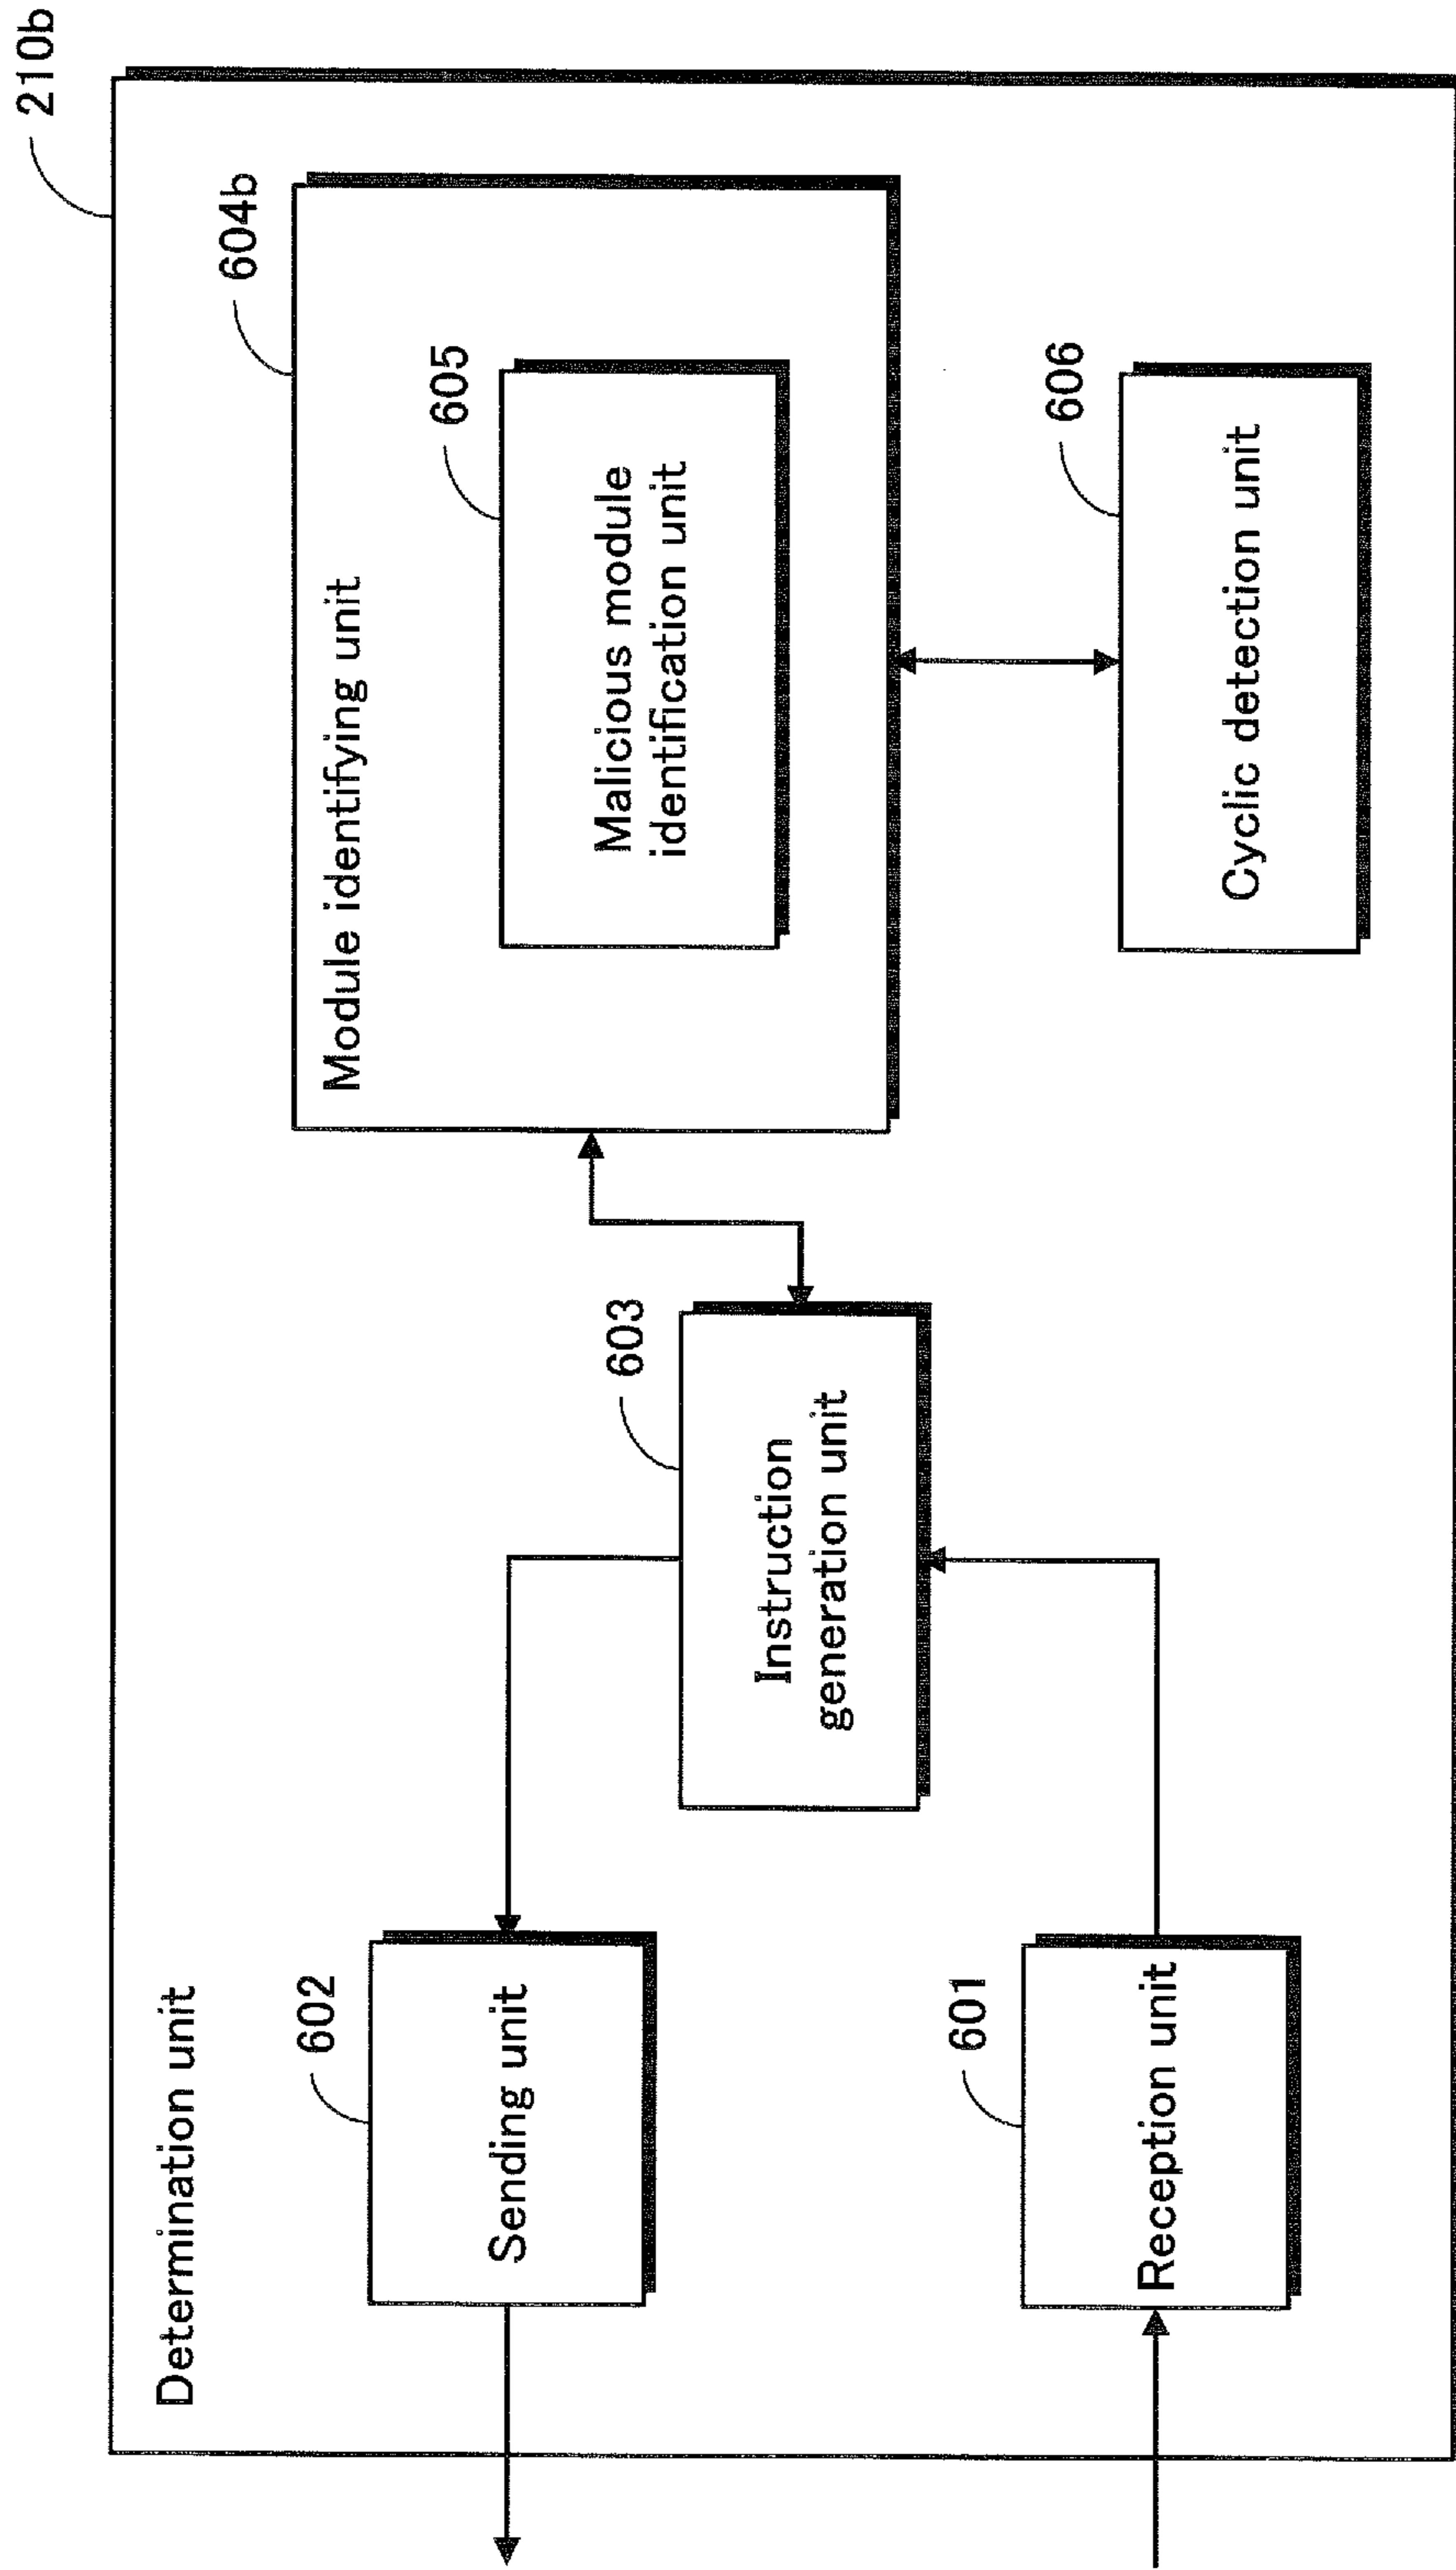 210b
Determination unit
604b
Module identifying unit
602
Sending unit
603
Instruction
generation unit
605
Malicious module
identification unit
601
Reception unit
606
Cyclic detection unit